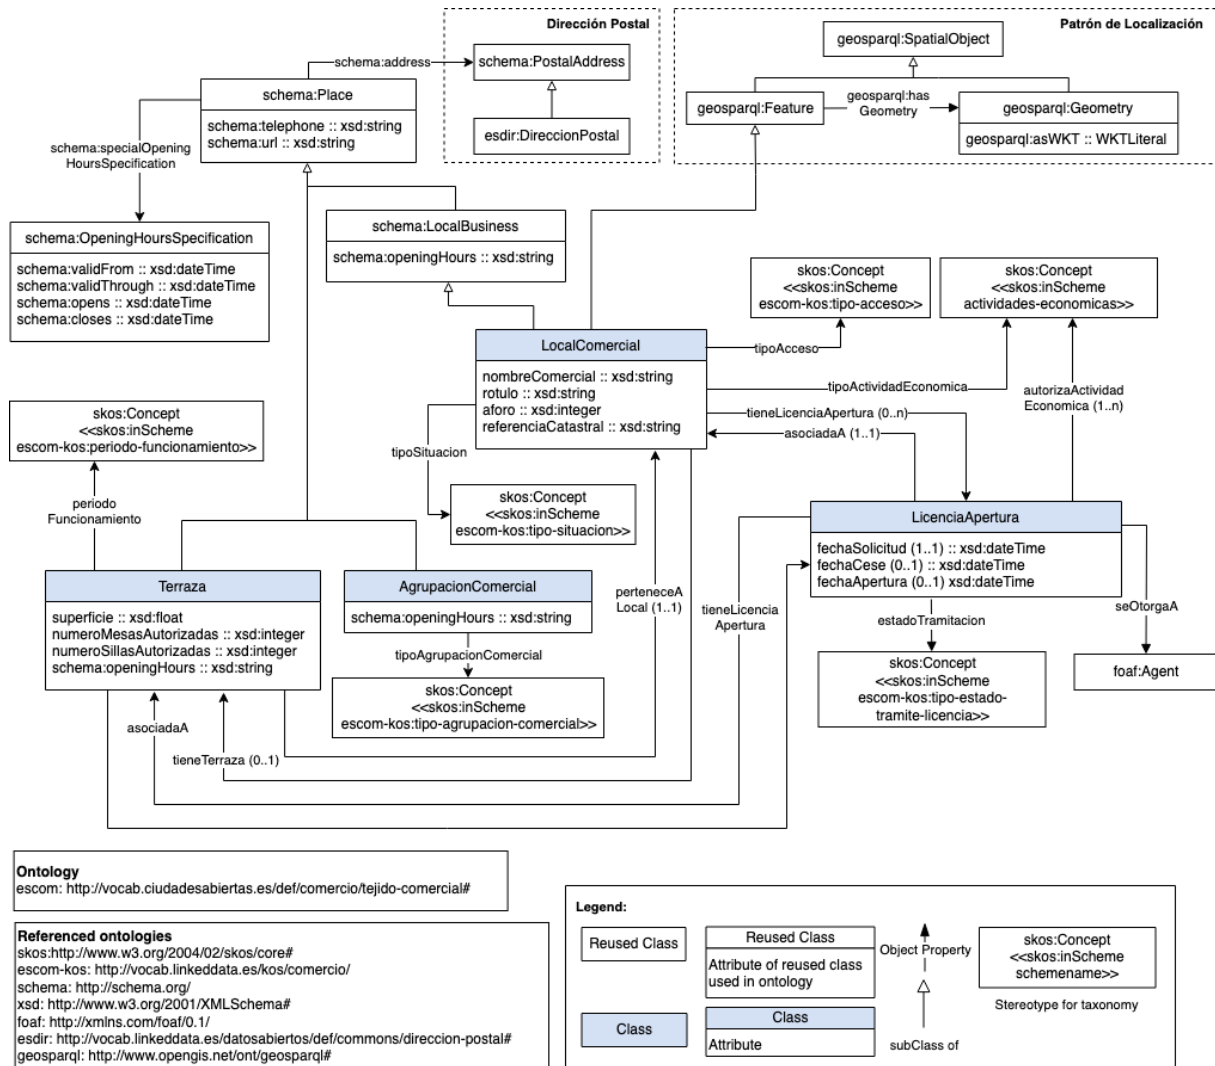 Dirección Postal
schema:PostalAddress
esdir:DireccionPostal
Patrón de Localización
geosparql:SpatialObject
geosparql:Feature
geosparql:has
Geometry
geosparql:Geometry
geosparql:asWKT :: WKTLiteral
schema:address
schema:Place
schema:telephone :: xsd:string
schema:url :: xsd:string
schema:specialOpening
HoursSpecification
schema:OpeningHoursSpecification
schema:validFrom :: xsd:dateTime
schema:validThrough :: xsd:dateTime
schema:opens :: xsd:dateTime
schema:closes :: xsd:dateTime
schema:LocalBusiness
schema:openingHours :: xsd:string
skos:Concept
<<skos:inScheme
escom-kos:tipo-acceso>>
skos:Concept
<<skos:inScheme
actividades-economicas>>
LocalComercial
nombreComercial :: xsd:string
rotulo :: xsd:string
aforo :: xsd:integer
referenciaCatastral :: xsd:string
tipoAcceso
tipoActividadEconomica
autorizaActividad
Economica (1..n)
tieneLicenciaApertura (0..n)
asociadaA (1..1)
skos:Concept
<<skos:inScheme
escom-kos:periodo-funcionamiento>>
tipoSituacion
periodo
Funcionamiento
skos:Concept
<<skos:inScheme
escom-kos:tipo-situacion>>
LicenciaApertura
fechaSolicitud (1..1) :: xsd:dateTime
fechaCese (0..1) :: xsd:dateTime
fechaApertura (0..1) xsd:dateTime
Terraza
superficie :: xsd:float
numeroMesasAutorizadas :: xsd:integer
numeroSillasAutorizadas :: xsd:integer
schema:openingHours :: xsd:string
AgrupacionComercial
schema:openingHours :: xsd:string
perteneceA
Local (1..1)
tieneLicencia
Apertura
estadoTramitacion
seOtorgaA
tipoAgrupacionComercial
skos:Concept
<<skos:inScheme
escom-kos:tipo-agrupacion-comercial>>
skos:Concept
<<skos:inScheme
escom-kos:tipo-estado-
tramite-licencia>>
foaf:Agent
asociadaA
tieneTerraza (0..1)
Ontology
escom: http://vocab.ciudadesabiertas.es/def/comercio/tejido-comercial#
Referenced ontologies
skos:http://www.w3.org/2004/02/skos/core#
escom-kos: http://vocab.linkeddata.es/kos/comercio/
schema: http://schema.org/
xsd: http://www.w3.org/2001/XMLSchema#
foaf: http://xmlns.com/foaf/0.1/
esdir: http://vocab.linkeddata.es/datosabiertos/def/commons/direccion-postal#
geosparql: http://www.opengis.net/ont/geosparql#
Legend:
Reused Class
Reused Class
Attribute of reused class
used in ontology
Object Property
skos:Concept
<<skos:inScheme
schemename>>
Stereotype for taxonomy
Class
Class
Attribute
subClass of